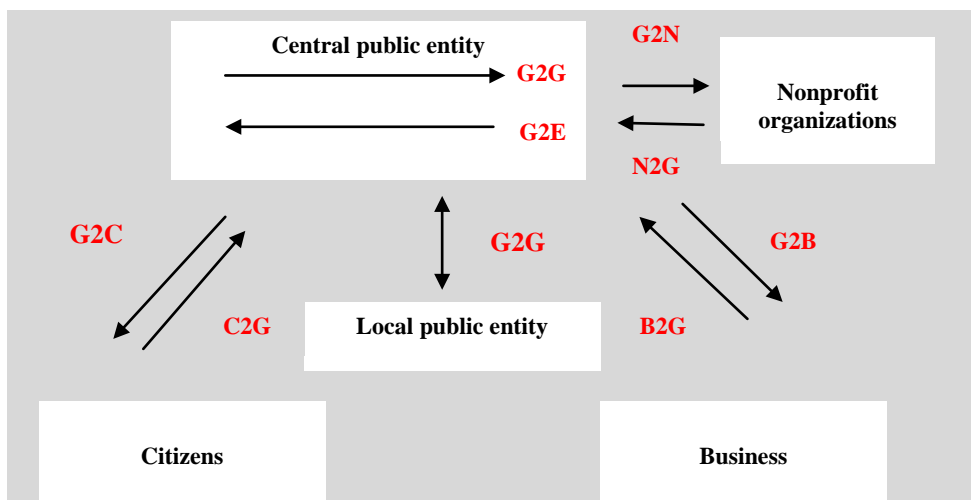 G2N
Central public entity
G2G
Nonprofit
organizations
G2E
N2G
G2C
G2G
G2B
C2G
Local public entity
B2G
Citizens
Business